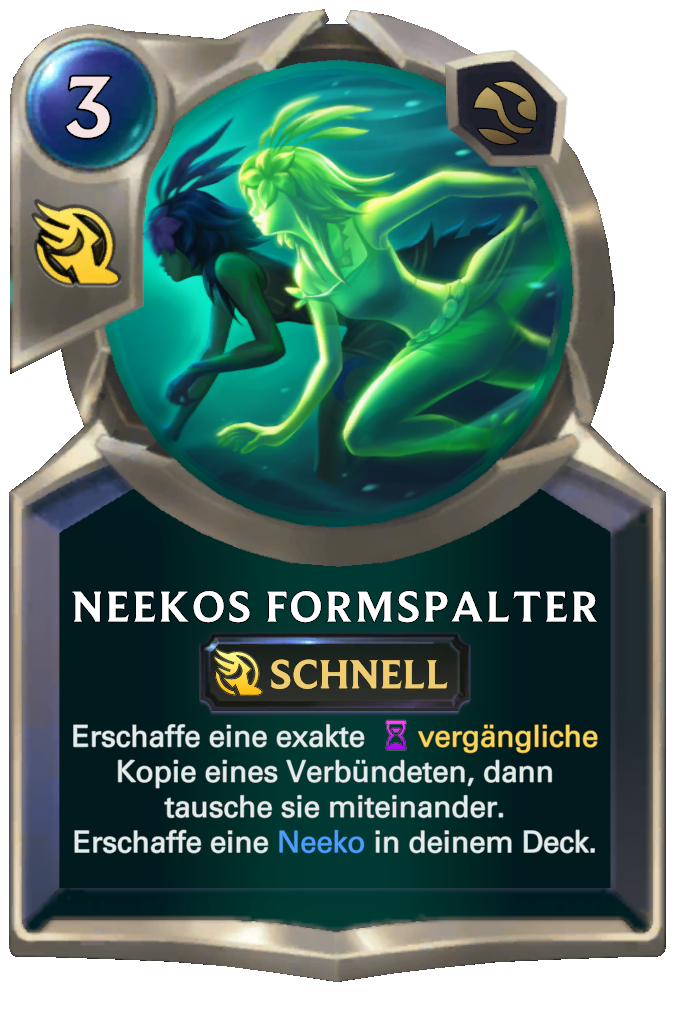 3
NEEKOS FORMSPALTER
SCHNELL
Erschaffe eine exakte vergängliche
Kopie eines Verbündeten, dann
tausche sie miteinander.
Erschaffe eine Neeko in deinem Deck.